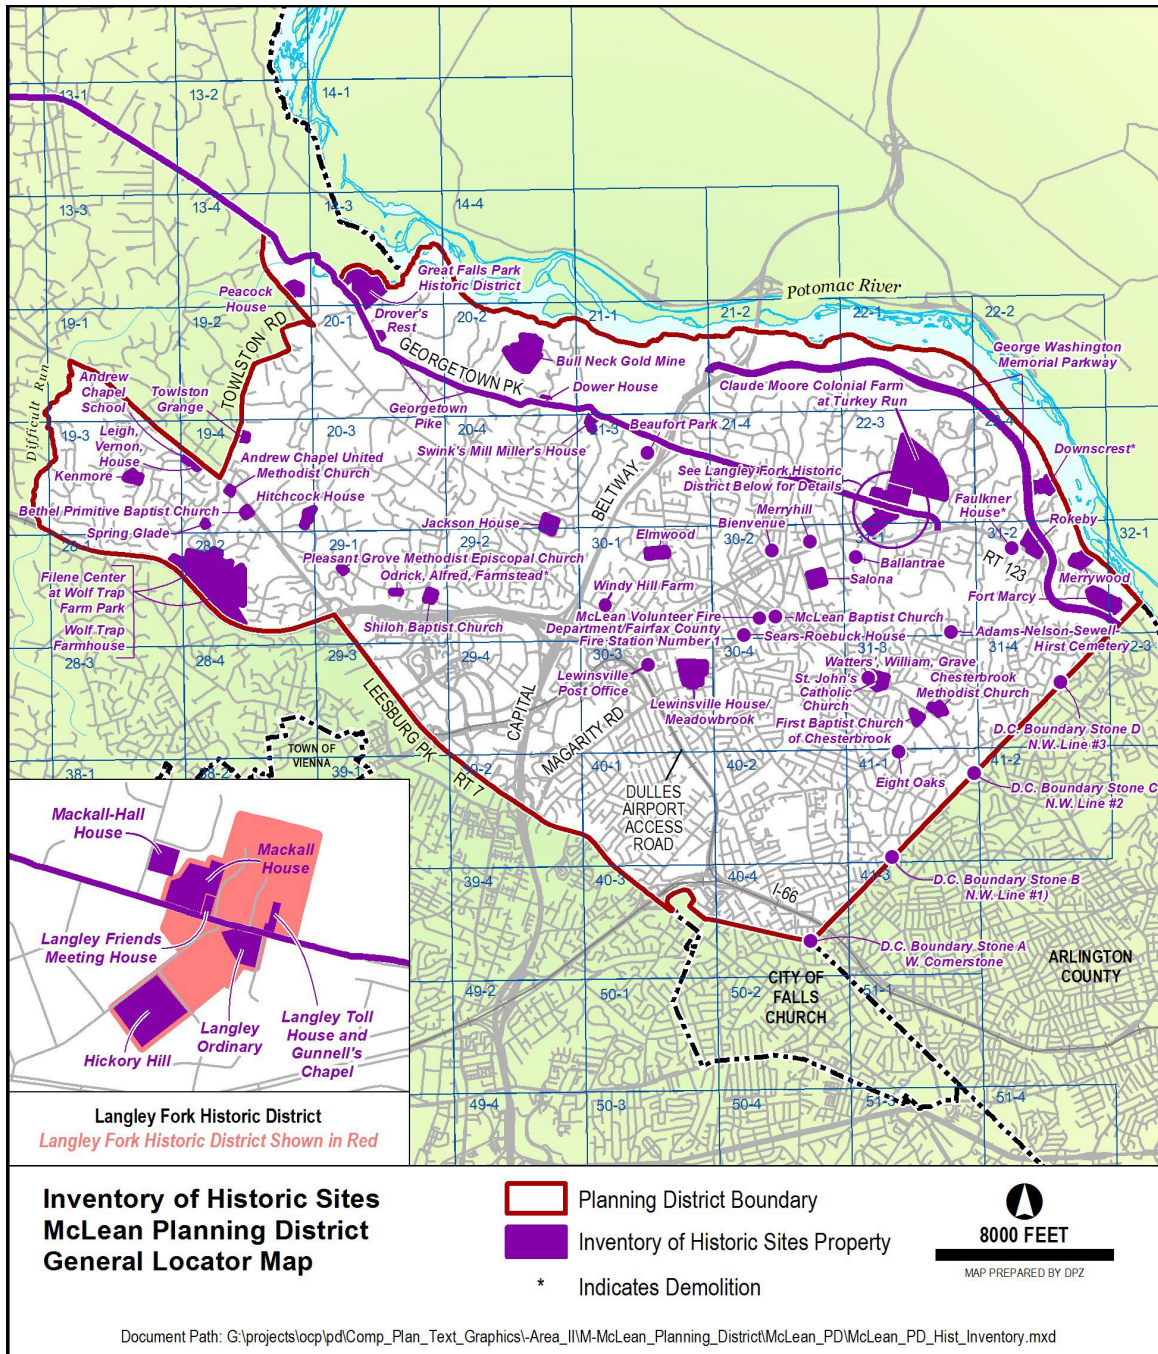 13-1
13-2
14-1
13-3
13-4
14-3
14-4
Great Falls Park
Historic District
Peacock
House
Potomac River
19-1
19-2
20-1
Drover's
Rest
20-2
21-1
21-2
22-1
22-2
TOWLSTON RD
GEORGETOWN PK
Bull Neck Gold Mine
George Washington
Memorial Parkway
Difficult Run
Andrew
Chapel
School
Towlston
Grange
Dower House
Claude Moore Colonial Farm
at Turkey Run
Georgetown
Pike
19-3
19-4
20-3
20-4
21-3
21-4
22-3
22-4
Leigh,
Vernon,
House
Beaufort Park
Swink's Mill Miller's House
Downscrest*
Andrew Chapel United
Methodist Church
Kenmore
See Langley Fork Historic
District Below for Details
BELTWAY
Hitchcock House
Faulkner
House*
Bethel Primitive Baptist Church
Merryhill
Bienvenue
Rokeby
Jackson House
Spring Glade
28-1
28-2
29-1
29-2
30-1
Elmwood
30-2
31-1
31-2
32-1
Pleasant Grove Methodist Episcopal Church
Ballantrae
RT 123
Odrick, Alfred, Farmstead*
Salona
Merrywood
Filene Center
at Wolf Trap
Farm Park
Windy Hill Farm
Fort Marcy
Wolf Trap
Farmhouse
Shiloh Baptist Church
McLean Volunteer Fire
Department/Fairfax County
Fire Station Number 1
McLean Baptist Church
Sears-Roebuck House
Adams-Nelson-Sewell-
Hirst Cemetery
28-3
28-4
29-3
29-4
30-3
30-4
31-3
31-4
32-3
Lewinsville
Post Office
Watters', William, Grave
St. John's
Catholic
Church
Chesterbrook
Methodist Church
LEESBURG PK
CAPITAL
MAGARITY RD
Lewinsville House/
Meadowbrook
First Baptist Church
of Chesterbrook
D.C. Boundary Stone D
N.W. Line #3
TOWN OF
VIENNA
38-1
38-2
39-1
39-2
40-1
40-2
41-1
41-2
RT 7
DULLES
AIRPORT
ACCESS
ROAD
Eight Oaks
D.C. Boundary Stone C
N.W. Line #2
39-4
40-3
40-4
41-3
I-66
D.C. Boundary Stone B
N.W. Line #1)
D.C. Boundary Stone A
W. Cornerstone
ARLINGTON
COUNTY
CITY OF
FALLS
CHURCH
49-2
50-1
50-2
51-1
49-4
50-3
50-4
51-3
51-4
Mackall-Hall
House
Mackall
House
Langley Friends
Meeting House
Langley
Ordinary
Langley Toll
House and
Gunnell's
Chapel
Hickory Hill
Langley Fork Historic District
Langley Fork Historic District Shown in Red
Inventory of Historic Sites
McLean Planning District
General Locator Map
Planning District Boundary
Inventory of Historic Sites Property
* Indicates Demolition
8000 FEET
MAP PREPARED BY DPZ
Document Path: G:\projects\ocp\pd\Comp_Plan_Text_Graphics\-Area_II\M-McLean_Planning_District\McLean_PD\McLean_PD_Hist_Inventory.mxd